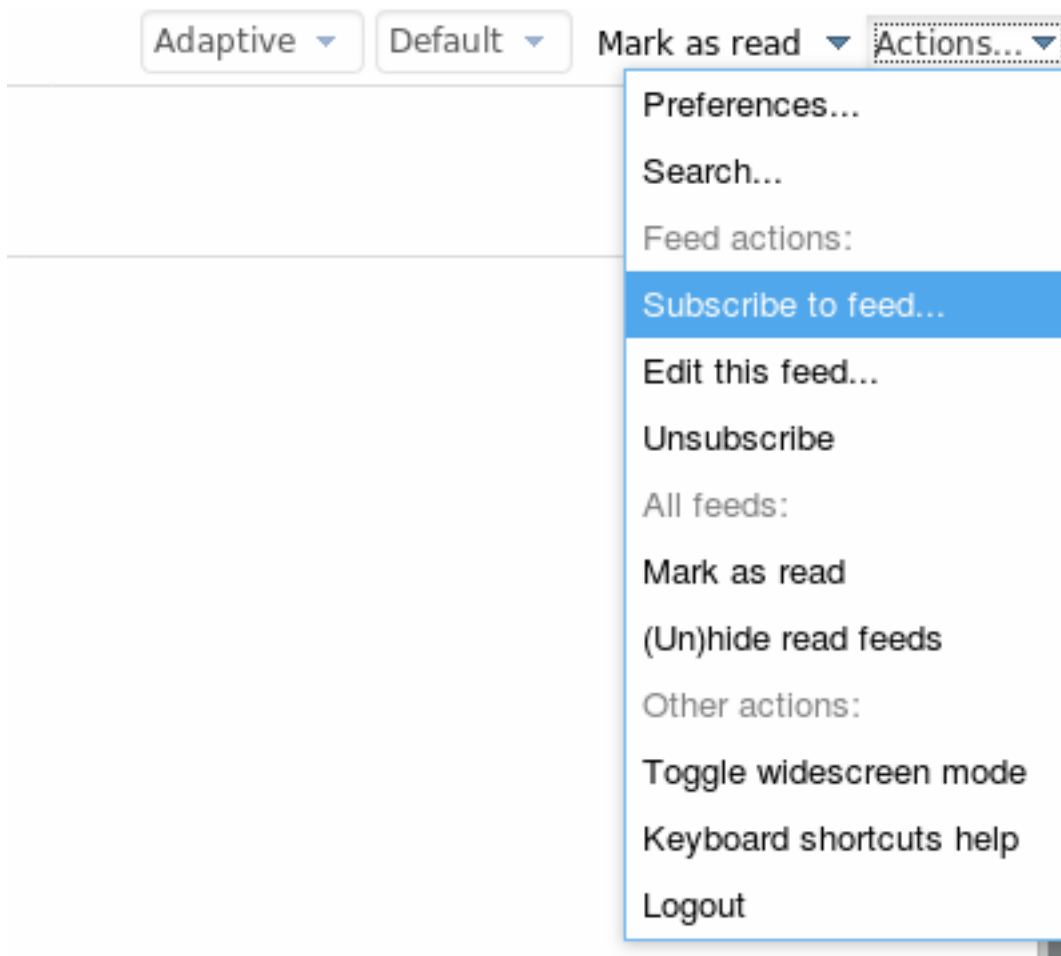 Adaptive Default Mark as read Actions...
Preferences...
Search...
Feed actions:
Subscribe to feed...
Edit this feed...
Unsubscribe
All feeds:
Mark as read
(Un)hide read feeds
Other actions:
Toggle widescreen mode
Keyboard shortcuts help
Logout